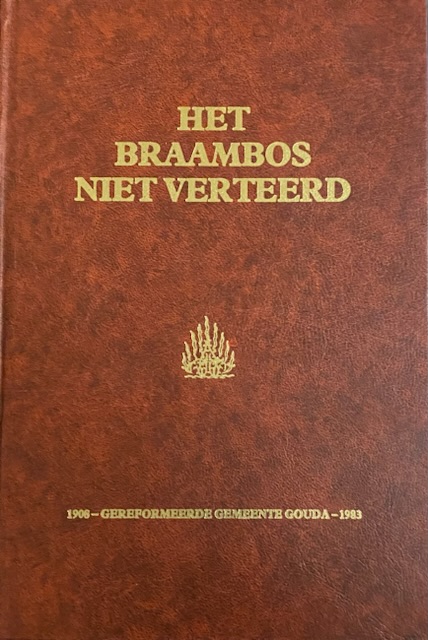 HET
BRAAMBOS
NIET VERTEERD
1908 – GEREFORMEERDE GEMEENTE GOUDA – 1983